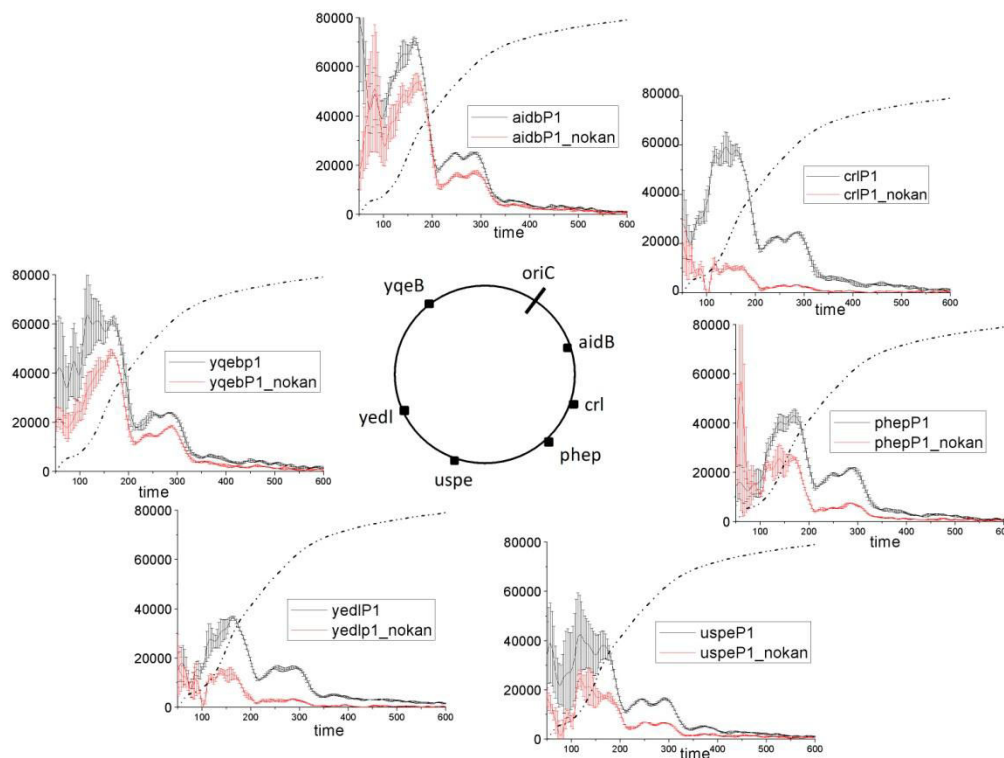 80000
60000
40000
20000
0
100 200 300 400 500 600
time
aidbP1
aidbP1_nokan
80000
60000
40000
20000
0
100 200 300 400 500 600
time
crlP1
crlP1_nokan
80000
60000
40000
20000
0
100 200 300 400 500 600
time
yqebp1
yqebP1_nokan
oriC
yqeB
aidB
crl
yedI
phep
uspe
80000
60000
40000
20000
0
100 200 300 400 500 600
time
phepP1
phepP1_nokan
80000
60000
40000
20000
0
100 200 300 400 500 600
time
yedIP1
yedIp1_nokan
80000
60000
40000
20000
0
100 200 300 400 500 600
time
uspeP1
uspeP1_nokan